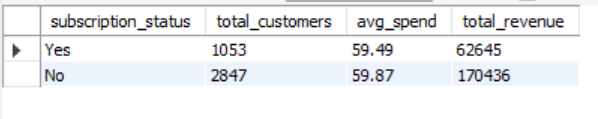 subscription_status total_customers avg_spend total_revenue
Yes 1053 59.49 62645
No 2847 59.87 170436